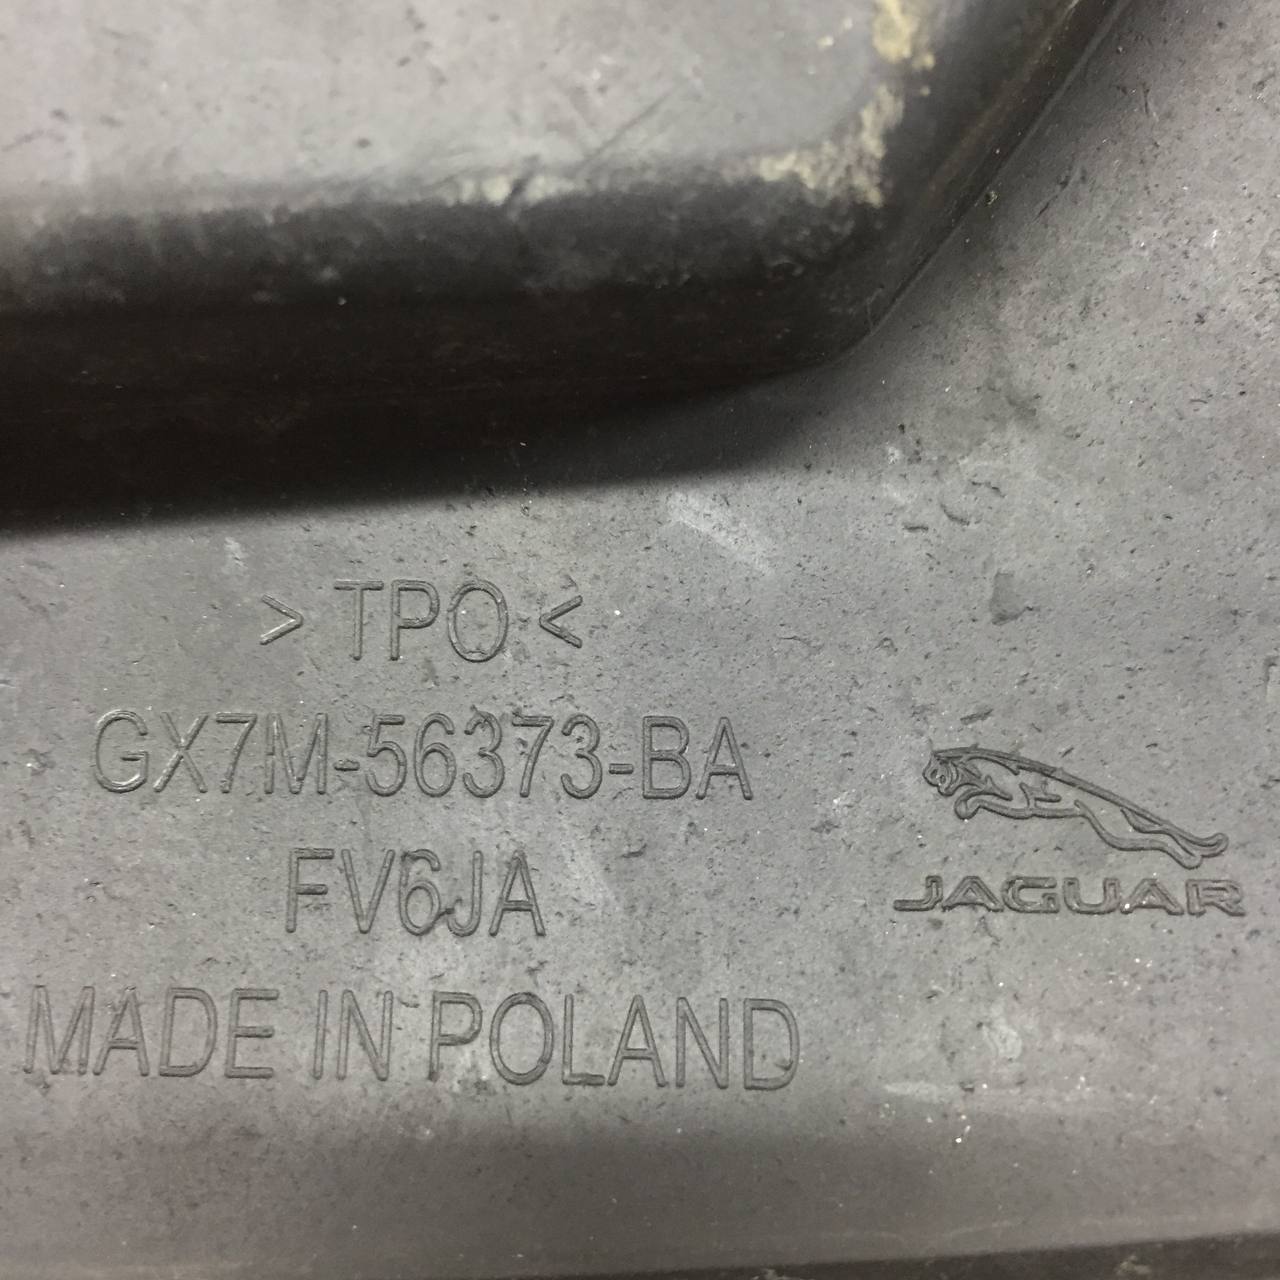 >TPO<
GX7M-56373-BA
FV6JA
MADE IN POLAND
JAGUAR